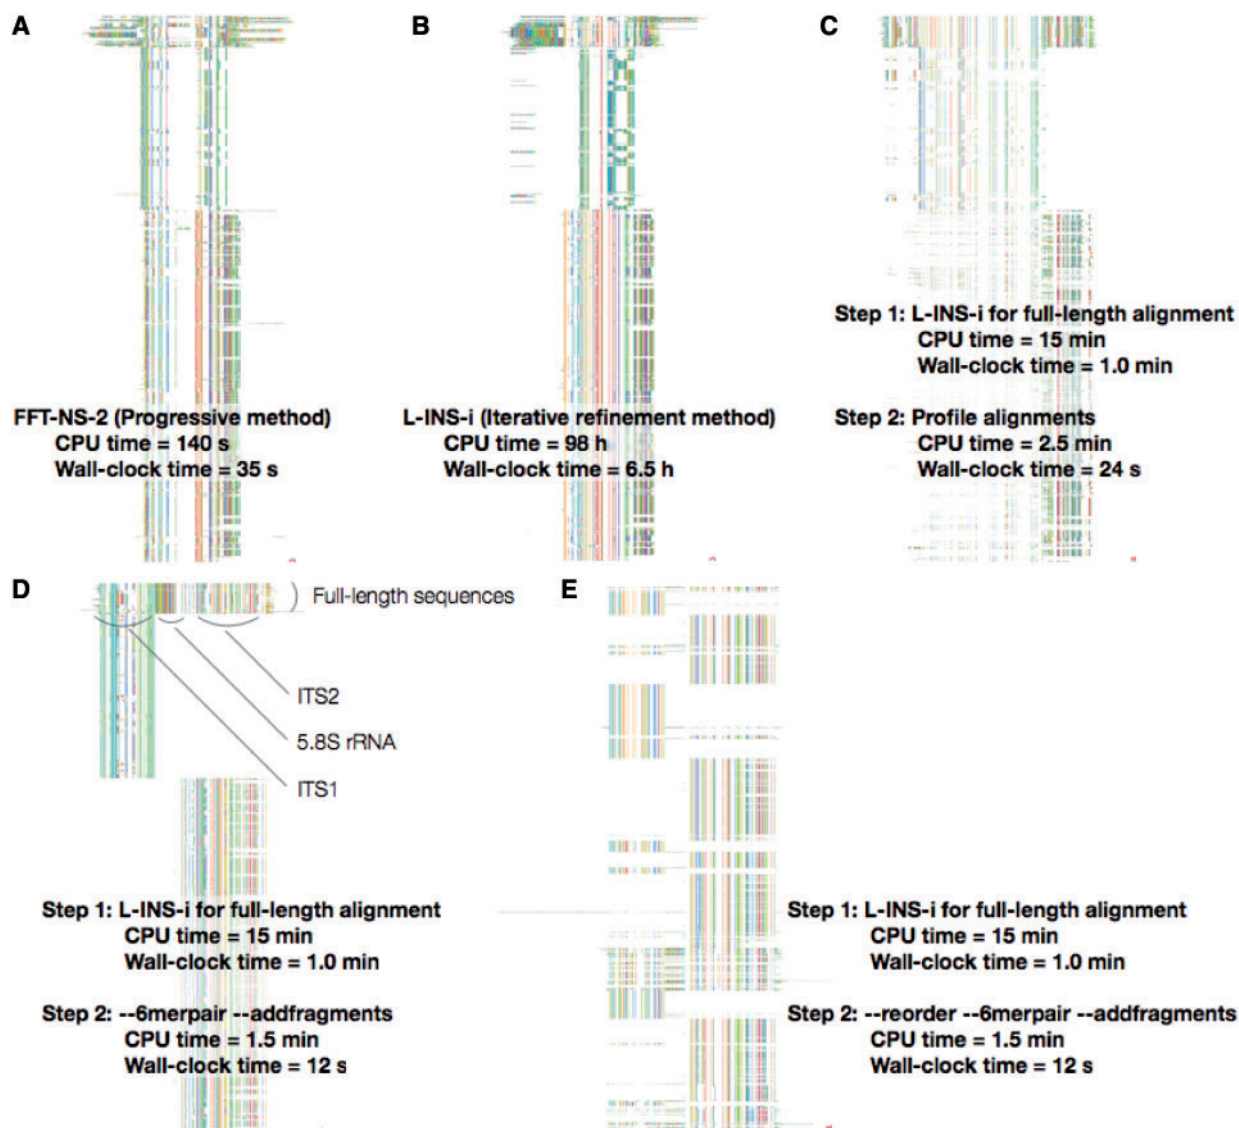 A
B
C
FFT-NS-2 (Progressive method)
CPU time = 140 s
Wall-clock time = 35 s
L-INS-i (Iterative refinement method)
CPU time = 98 h
Wall-clock time = 6.5 h
Step 1: L-INS-i for full-length alignment
CPU time = 15 min
Wall-clock time = 1.0 min
Step 2: Profile alignments
CPU time = 2.5 min
Wall-clock time = 24 s
D
Full-length sequences
ITS2
5.8S rRNA
ITS1
Step 1: L-INS-i for full-length alignment
CPU time = 15 min
Wall-clock time = 1.0 min
Step 2: --6merpair --addfragments
CPU time = 1.5 min
Wall-clock time = 12 s
E
Step 1: L-INS-i for full-length alignment
CPU time = 15 min
Wall-clock time = 1.0 min
Step 2: --reorder --6merpair --addfragments
CPU time = 1.5 min
Wall-clock time = 12 s